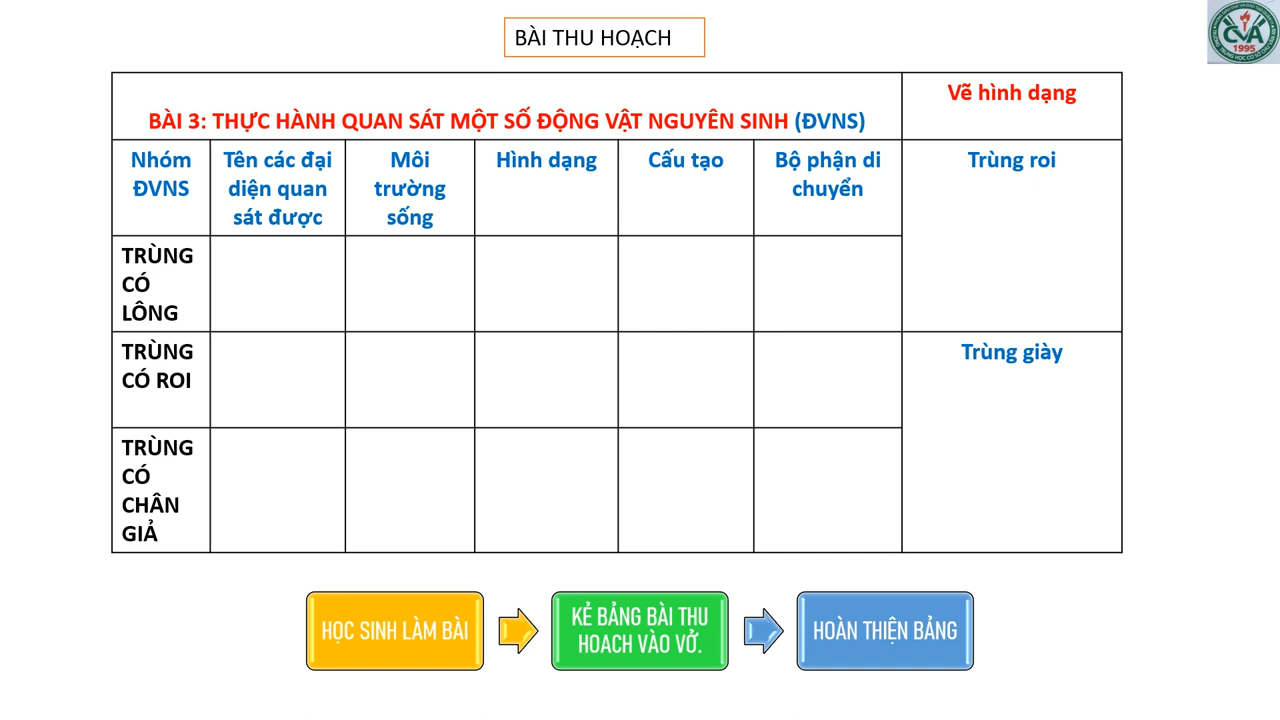 BÀI THU HOẠCH
CVA
1995
BÀI 3: THỰC HÀNH QUAN SÁT MỘT SỐ ĐỘNG VẬT NGUYÊN SINH (ĐVNS)
Vẽ hình dạng
Nhóm
ĐVNS
Tên các đại
diện quan
sát được
Môi
trường
sống
Hình dạng
Cấu tạo
Bộ phận di
chuyển
Trùng roi
TRÙNG
CÓ
LÔNG
TRÙNG
CÓ ROI
Trùng giày
TRÙNG
CÓ
CHÂN
GIẢ
HỌC SINH LÀM BÀI
KẺ BẢNG BÀI THU
HOẠCH VÀO VỞ.
HOÀN THIỆN BẢNG